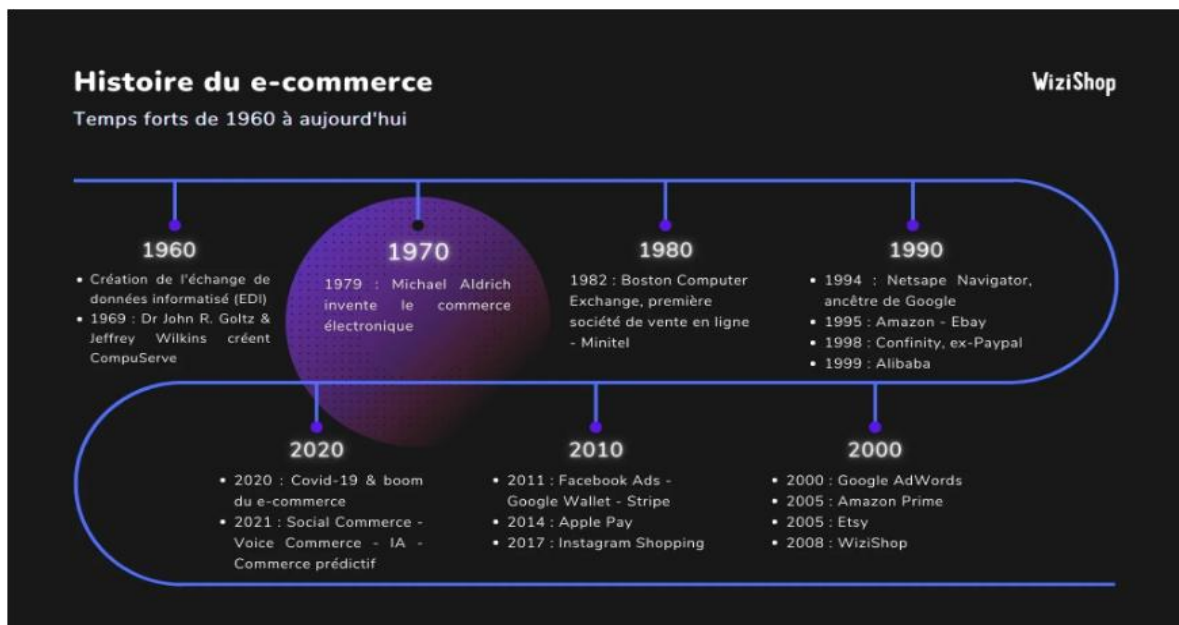 Histoire du e-commerce
WiziShop
Temps forts de 1960 à aujourd'hui
1960
• Création de l'échange de
données informatisé (EDI)
• 1969 : Dr John R. Goltz &
Jeffrey Wilkins créent
CompuServe
1970
1979 : Michael Aldrich
invente le commerce
électronique
1980
1982 : Boston Computer
Exchange, première
société de vente en ligne
- Minitel
1990
• 1994 : Netsape Navigator,
ancêtre de Google
• 1995 : Amazon - Ebay
• 1998 : Confinity, ex-Paypal
• 1999 : Alibaba
2020
• 2020 : Covid-19 & boom
du e-commerce
• 2021 : Social Commerce -
Voice Commerce - IA -
Commerce prédictif
2010
• 2011 : Facebook Ads -
Google Wallet - Stripe
• 2014 : Apple Pay
• 2017 : Instagram Shopping
2000
• 2000 : Google AdWords
• 2005 : Amazon Prime
• 2005 : Etsy
• 2008 : WiziShop